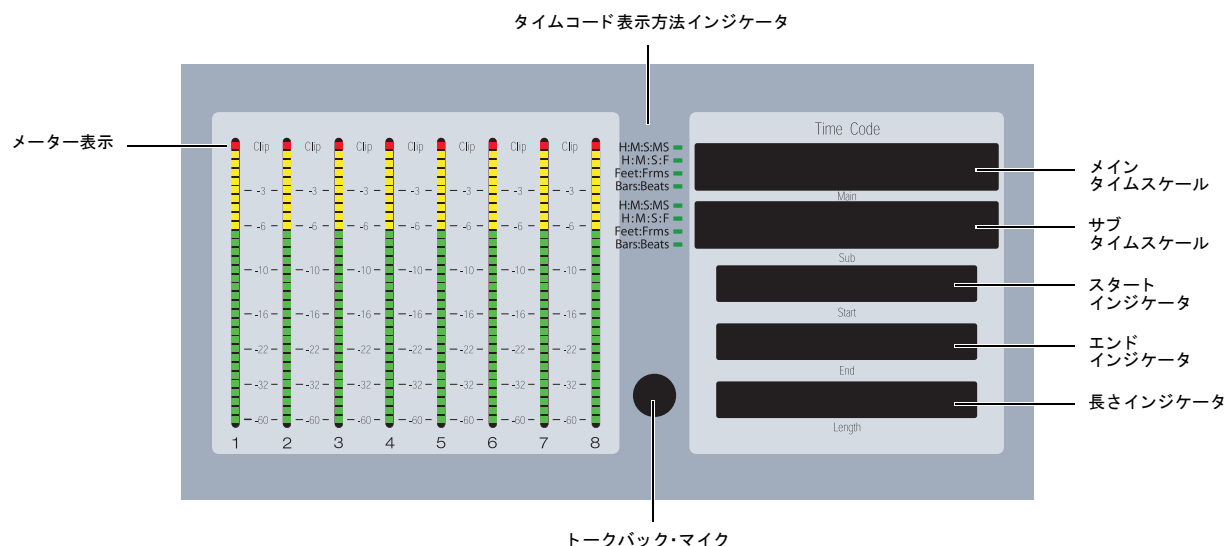 タイムコード表示方法インジケータ
メーター表示
Clip Clip Clip Clip Clip Clip Clip
-3 -3 -3 -3 -3 -3 -3
-6 -6 -6 -6 -6 -6 -6
-10 -10 -10 -10 -10 -10 -10
-16 -16 -16 -16 -16 -16 -16
-22 -22 -22 -22 -22 -22 -22
-32 -32 -32 -32 -32 -32 -32
-60 -60 -60 -60 -60 -60 -60
1 2 3 4 5 6 7 8
H:M:S:MS
H:M:S:F
Feet:Frms
Bars:Beats
H:M:S:MS
H:M:S:F
Feet:Frms
Bars:Beats
Time Code
Main
Sub
Start
End
Length
メイン
タイムスケール
サブ
タイムスケール
スタート
インジケータ
エンド
インジケータ
長さインジケータ
トークバック・マイク